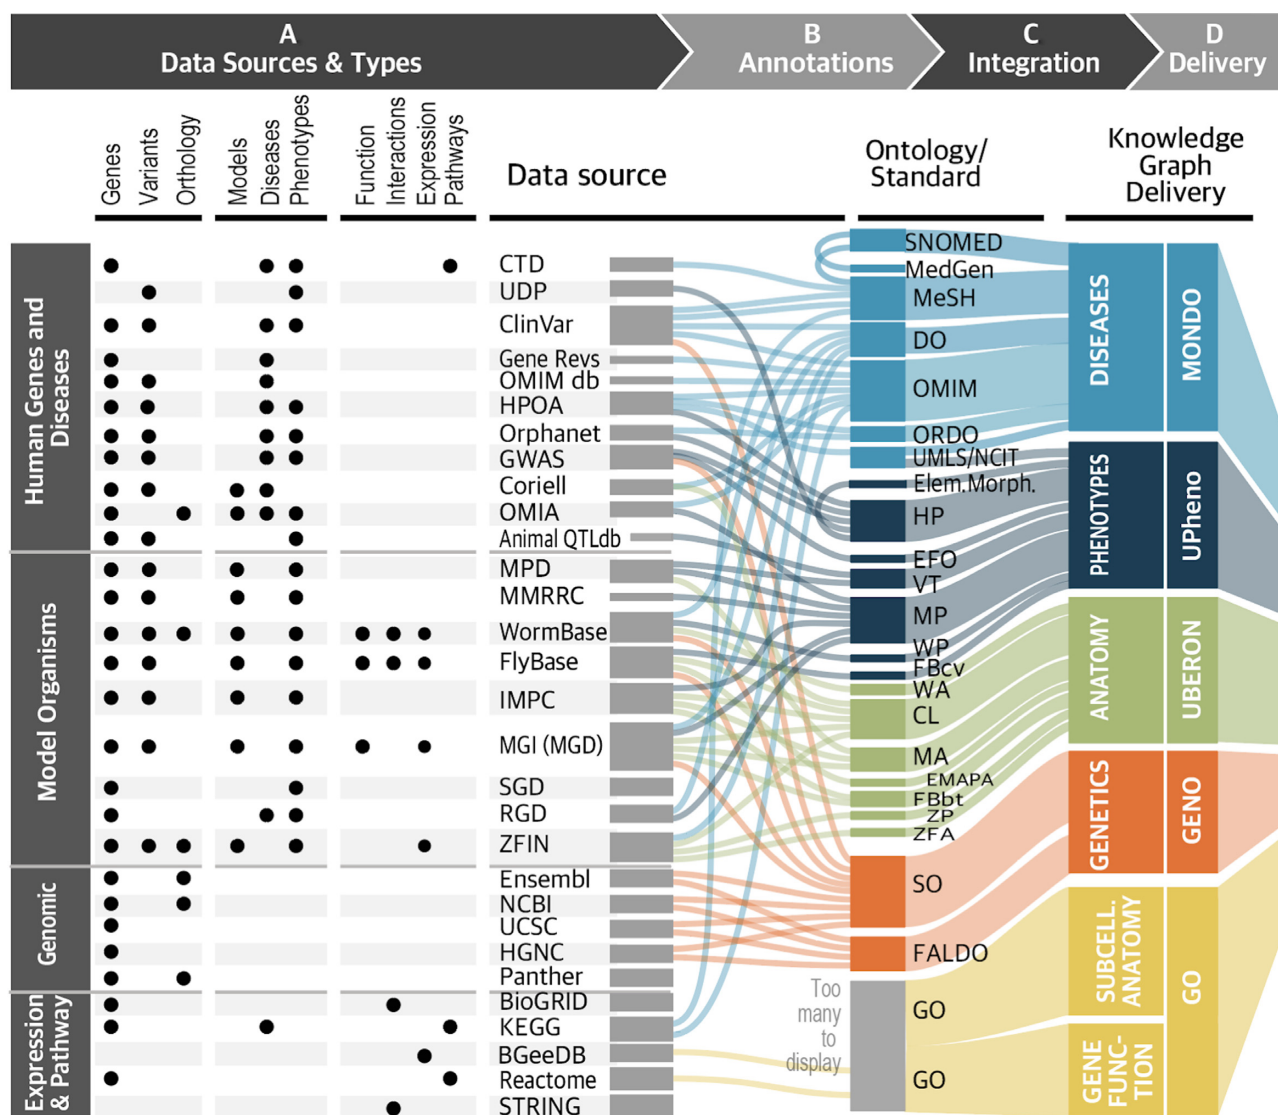 A
Data Sources & Types
B
Annotations
C
Integration
D
Delivery
Genes
Variants
Orthology
Models
Diseases
Phenotypes
Function
Interactions
Expression
Pathways
Data source
Ontology/
Standard
Knowledge
Graph
Delivery
Human Genes and
Diseases
CTD
UDP
ClinVar
Gene Revs
OMIM db
HPOA
Orphanet
GWAS
Coriell
OMIA
Animal QTLdb
Model Organisms
MPD
MMRRC
WormBase
FlyBase
IMPC
MGI (MGD)
SGD
RGD
ZFIN
Genomic
Ensembl
NCBI
UCSC
HGNC
Panther
Expression
& Pathway
BioGRID
KEGG
BGeeDB
Reactome
STRING
SNOMED
MedGen
MeSH
DO
OMIM
ORDO
UMLS/NCIT
Elem.Morph.
HP
EFO
VT
MP
WP
FBcv
WA
CL
MA
EMAPA
FBbt
ZP
ZFA
SO
FALDO
Too
many
to
display
GO
GO
DISEASES
MONDO
PHENOTYPES
UPheno
ANATOMY
UBERON
GENETICS
GENO
SUBCELL.
ANATOMY
GENE
FUNC-
TION
GO